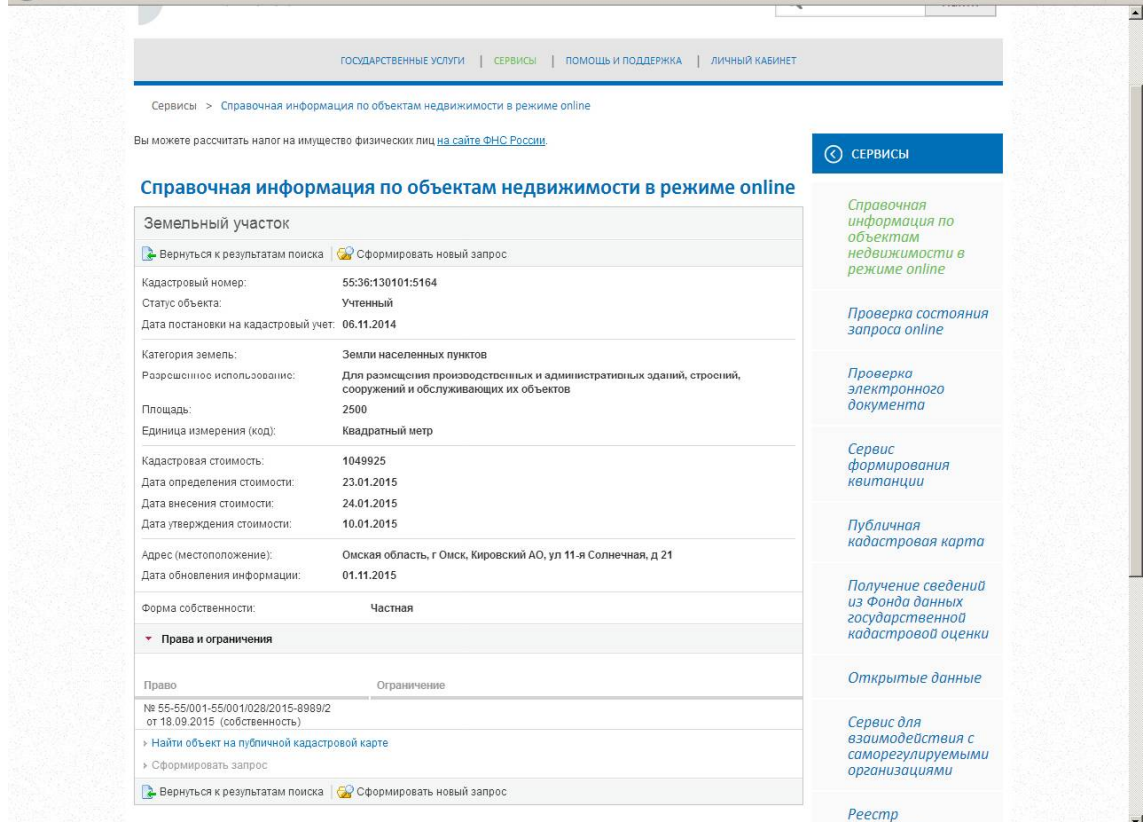 ГОСУДАРСТВЕННЫЕ УСЛУГИ | СЕРВИСЫ | ПОМОЩЬ И ПОДДЕРЖКА | ЛИЧНЫЙ КАБИНЕТ
Сервисы > Справочная информация по объектам недвижимости в режиме online
Вы можете рассчитать налог на имущество физических лиц на сайте ФНС России.
Справочная информация по объектам недвижимости в режиме online
Земельный участок
Вернуться к результатам поиска | Сформировать новый запрос
Кадастровый номер: 55:36:130101:5164
Статус объекта: Учтенный
Дата постановки на кадастровый учет: 06.11.2014
Категория земель: Земли населенных пунктов
Разрешенное использование: Для размещения производственных и административных зданий, строений,
сооружений и обслуживающих их объектов
Площадь: 2500
Единица измерения (код): Квадратный метр
Кадастровая стоимость: 1049925
Дата определения стоимости: 23.01.2015
Дата внесения стоимости: 24.01.2015
Дата утверждения стоимости: 10.01.2015
Адрес (местоположение): Омская область, г Омск, Кировский АО, ул 11-я Солнечная, д 21
Дата обновления информации: 01.11.2015
Форма собственности: Частная
Права и ограничения
Право Ограничение
№ 55-55/001-55/001/028/2015-8989/2
от 18.09.2015 (собственность)
Найти объект на публичной кадастровой карте
Сформировать запрос
Вернуться к результатам поиска | Сформировать новый запрос
СЕРВИСЫ
Справочная
информация по
объектам
недвижимости в
режиме online
Проверка состояния
запроса online
Проверка
электронного
документа
Сервис
формирования
квитанции
Публичная
кадастровая карта
Получение сведений
из Фонда данных
государственной
кадастровой оценки
Открытые данные
Сервис для
взаимодействия с
саморегулируемыми
организациями
Реестр